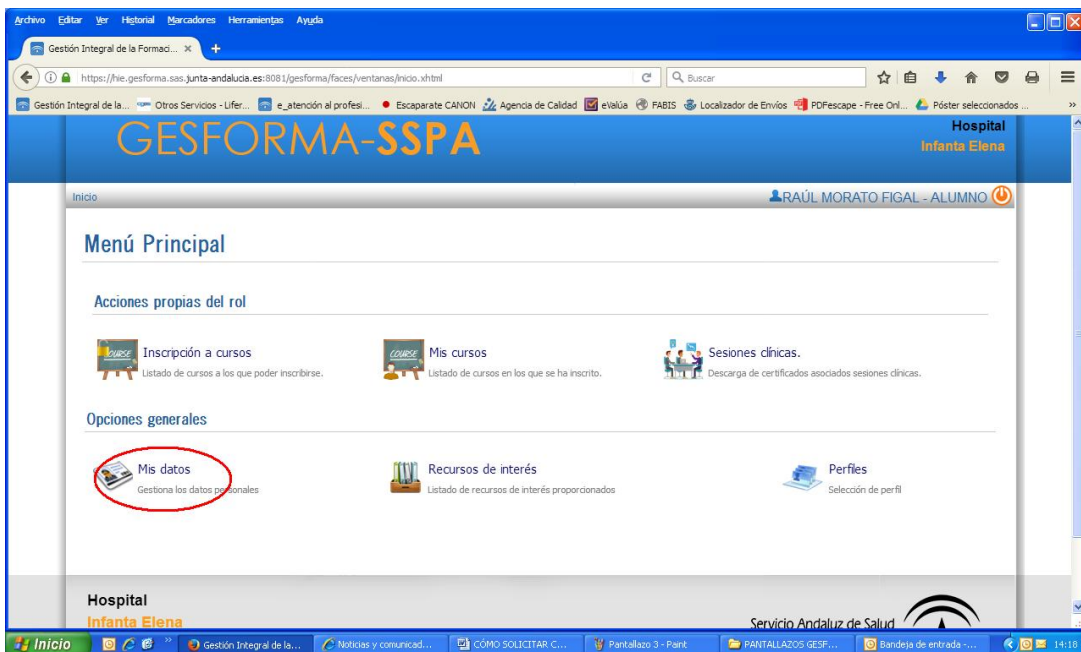 Archivo Editar Ver Historial Marcadores Herramientas Ayuda
Gestión Integral de la Formaci...
https://hie.gesforma.sas.junta-andalucia.es:8081/gesforma/faces/ventanas/inicio.xhtml
Buscar
Gestión Integral de la... Otros Servicios - Lifer... e_atención al profesi... Escaparate CANON Agencia de Calidad eValúa FABIS Localizador de Envíos PDFescape - Free Onl... Póster seleccionados ... »
GESFORMA-SSPA
Hospital
Infanta Elena
Inicio
RAÚL MORATO FIGAL - ALUMNO
Menú Principal
Acciones propias del rol
COURSE
Inscripción a cursos
Listado de cursos a los que poder inscribirse.
COURSE
Mis cursos
Listado de cursos en los que se ha inscrito.
Sesiones clínicas.
Descarga de certificados asociados sesiones clínicas.
Opciones generales
Mis datos
Gestiona los datos personales
Recursos de interés
Listado de recursos de interés proporcionados
Perfiles
Selección de perfil
Hospital
Infanta Elena
Servicio Andaluz de Salud
Inicio » Gestión Integral de la... Noticias y comunicad... CÓMO SOLICITAR C... Pantallazo 3 - Paint PANTALLAZOS GESF... Bandeja de entrada -... 14:18